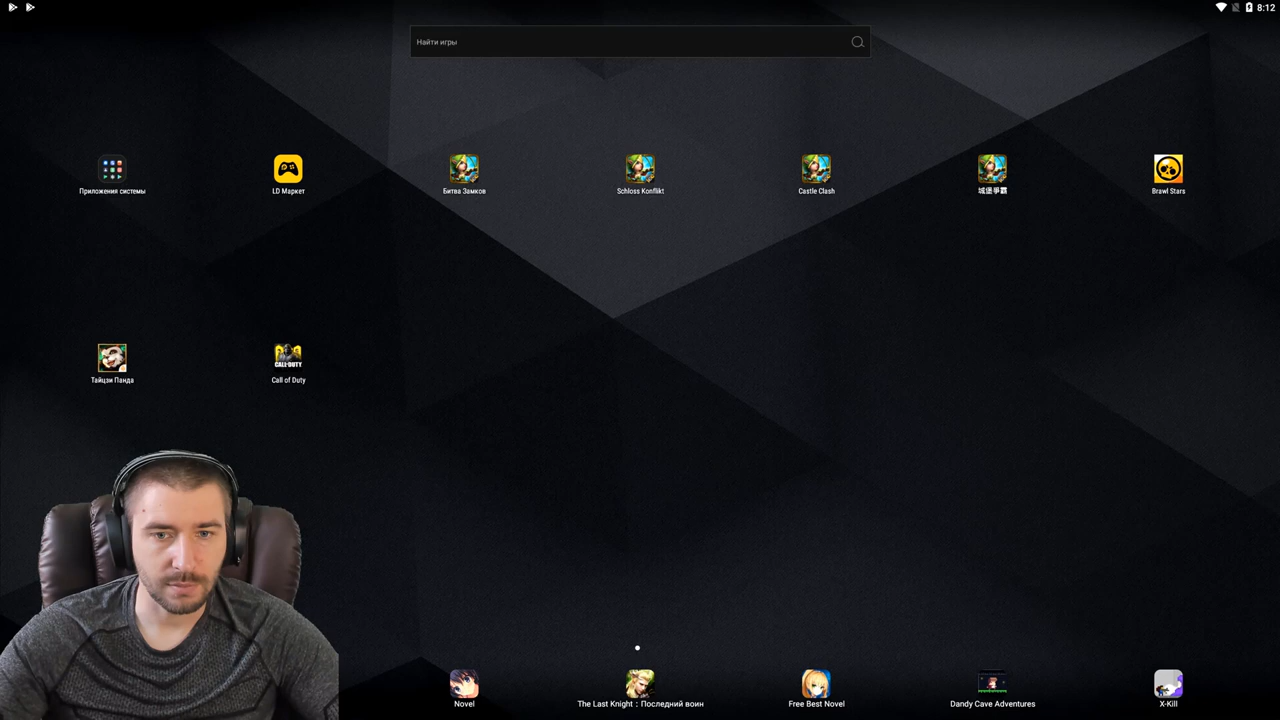 8:12
Найти игры
Приложения системы
LD Маркет
Битва Замков
Schloss Konflikt
Castle Clash
城堡爭霸
Brawl Stars
Тайцзи Панда
CALL OF DUTY
Call of Duty
Novel
The Last Knight : Последний воин
Free Best Novel
Dandy Cave Adventures
X-Kill